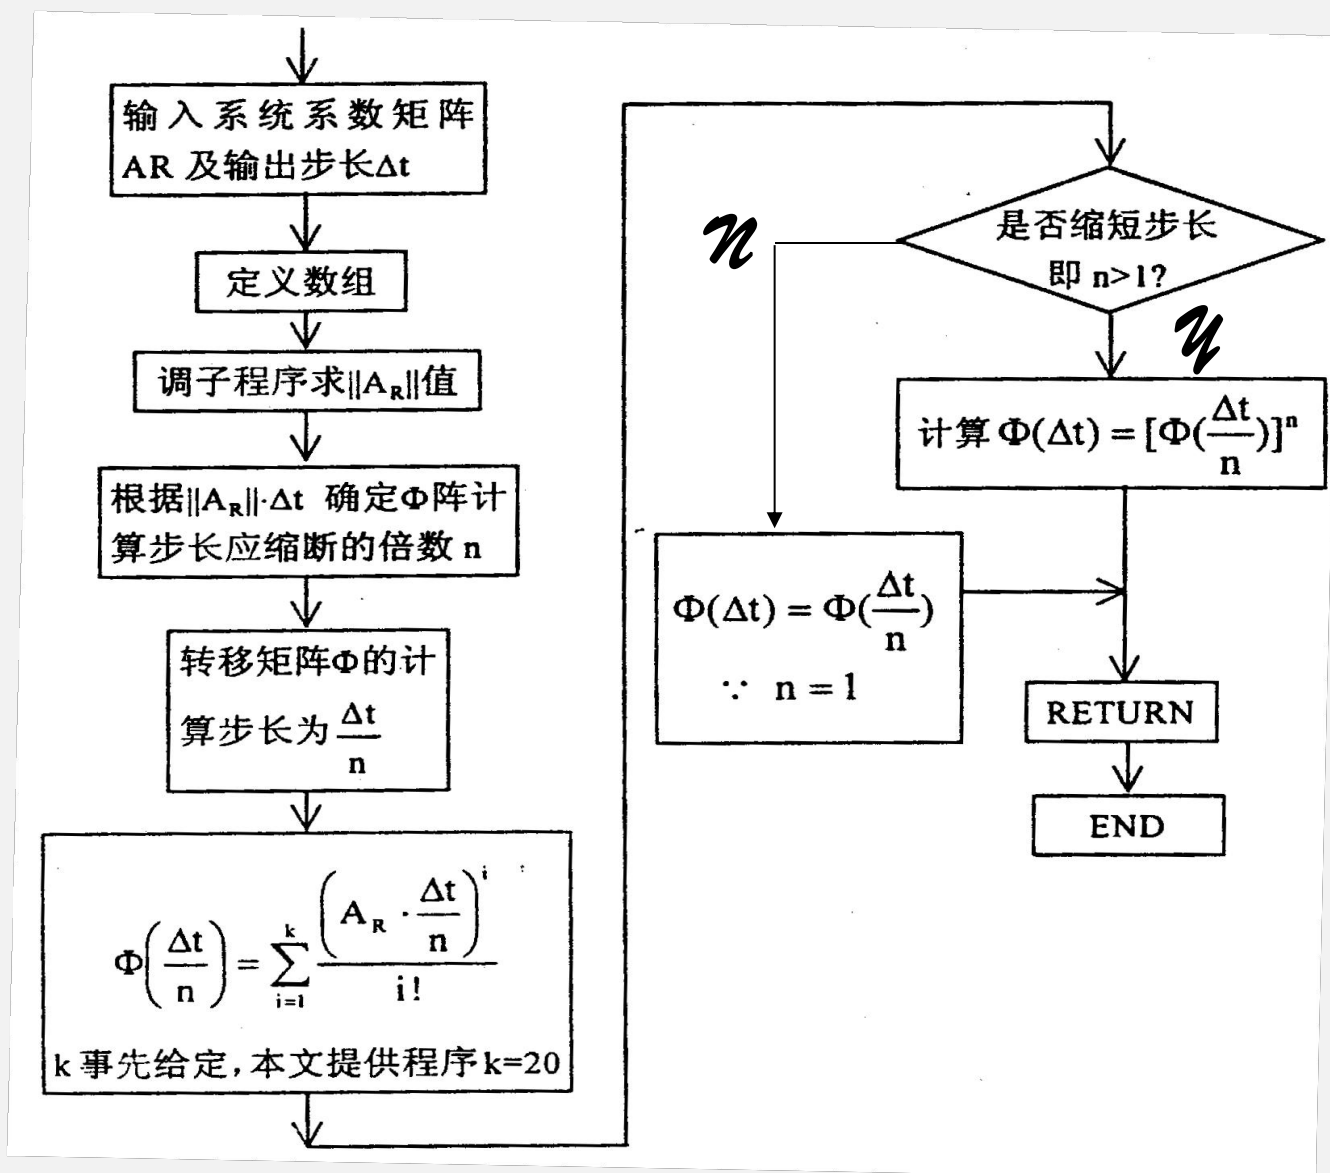 输入系统系数矩阵
AR 及输出步长Δt
定义数组
调子程序求||A_R||值
根据||A_R||·Δt 确定Φ阵计
算步长应缩断的倍数 n
转移矩阵Φ的计
算步长为 Δt/n
Φ(Δt/n) = ∑_{i=1}^{k} (A_R · Δt/n)^i / i!
k 事先给定,本文提供程序 k=20
是否缩短步长
即 n>1?
N
Y
计算 Φ(Δt) = [Φ(Δt/n)]^n
Φ(Δt) = Φ(Δt/n)
∵ n = 1
RETURN
END